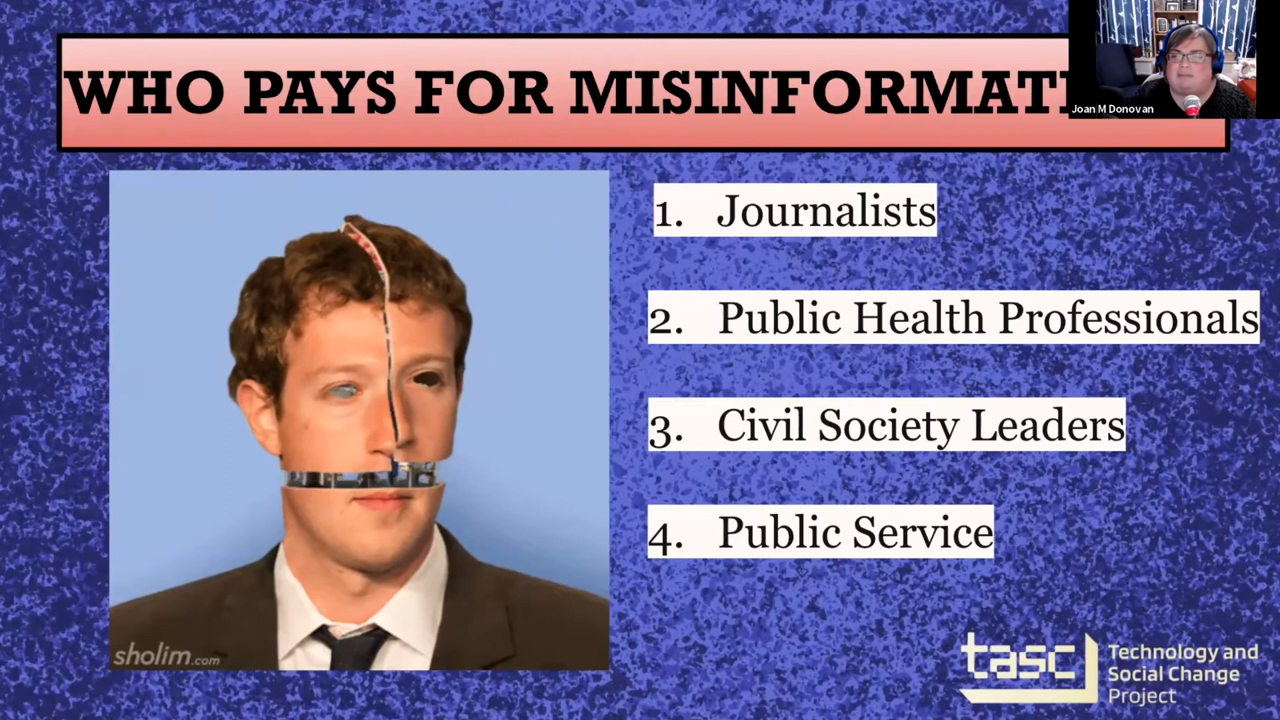 WHO PAYS FOR MISINFORMAT
Joan M Donovan
1. Journalists
2. Public Health Professionals
3. Civil Society Leaders
4. Public Service
sholim.com
tasc
Technology and
Social Change
Project